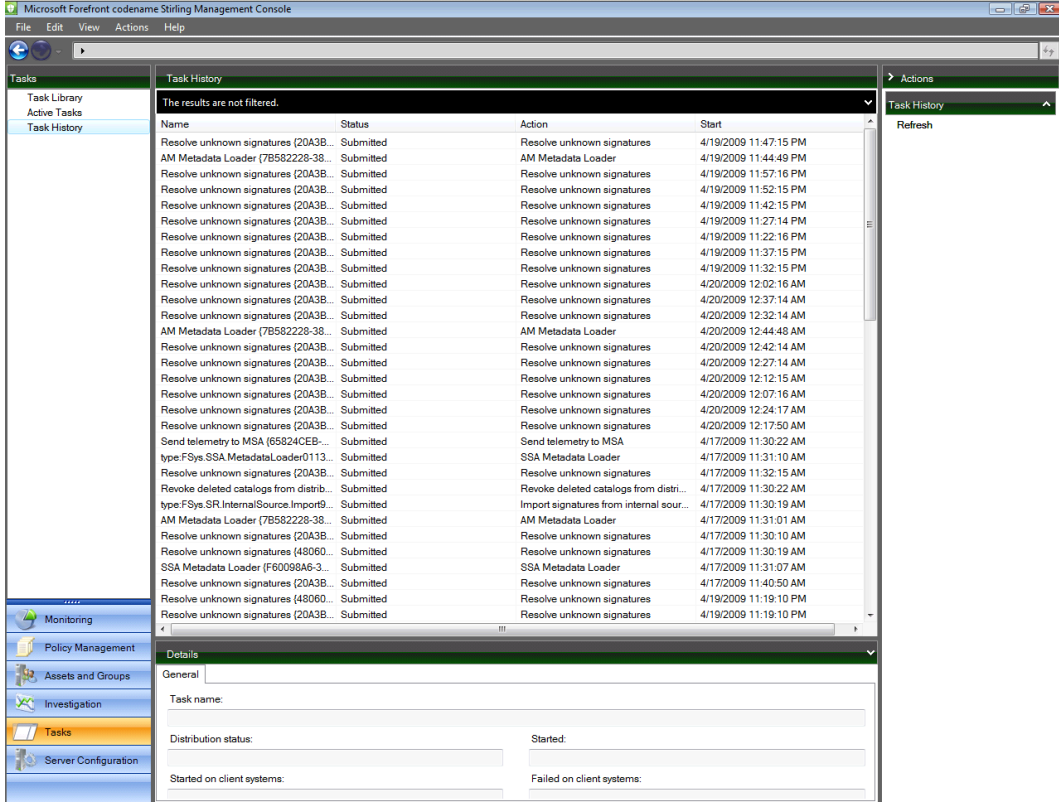 Microsoft Forefront codename Stirling Management Console
File Edit View Actions Help
Tasks
Task Library
Active Tasks
Task History
Task History
The results are not filtered.
Name Status Action Start
Resolve unknown signatures {20A3B... Submitted Resolve unknown signatures 4/19/2009 11:47:15 PM
AM Metadata Loader {7B582228-38... Submitted AM Metadata Loader 4/19/2009 11:44:49 PM
Resolve unknown signatures {20A3B... Submitted Resolve unknown signatures 4/19/2009 11:57:16 PM
Resolve unknown signatures {20A3B... Submitted Resolve unknown signatures 4/19/2009 11:52:15 PM
Resolve unknown signatures {20A3B... Submitted Resolve unknown signatures 4/19/2009 11:42:15 PM
Resolve unknown signatures {20A3B... Submitted Resolve unknown signatures 4/19/2009 11:27:14 PM
Resolve unknown signatures {20A3B... Submitted Resolve unknown signatures 4/19/2009 11:22:16 PM
Resolve unknown signatures {20A3B... Submitted Resolve unknown signatures 4/19/2009 11:37:15 PM
Resolve unknown signatures {20A3B... Submitted Resolve unknown signatures 4/19/2009 11:32:15 PM
Resolve unknown signatures {20A3B... Submitted Resolve unknown signatures 4/20/2009 12:02:16 AM
Resolve unknown signatures {20A3B... Submitted Resolve unknown signatures 4/20/2009 12:37:14 AM
Resolve unknown signatures {20A3B... Submitted Resolve unknown signatures 4/20/2009 12:32:14 AM
AM Metadata Loader {7B582228-38... Submitted AM Metadata Loader 4/20/2009 12:44:48 AM
Resolve unknown signatures {20A3B... Submitted Resolve unknown signatures 4/20/2009 12:42:14 AM
Resolve unknown signatures {20A3B... Submitted Resolve unknown signatures 4/20/2009 12:27:14 AM
Resolve unknown signatures {20A3B... Submitted Resolve unknown signatures 4/20/2009 12:12:15 AM
Resolve unknown signatures {20A3B... Submitted Resolve unknown signatures 4/20/2009 12:07:16 AM
Resolve unknown signatures {20A3B... Submitted Resolve unknown signatures 4/20/2009 12:24:17 AM
Resolve unknown signatures {20A3B... Submitted Resolve unknown signatures 4/20/2009 12:17:50 AM
Send telemetry to MSA {65824CEB-... Submitted Send telemetry to MSA 4/17/2009 11:30:22 AM
type:FSys.SSA.MetadataLoader0113... Submitted SSA Metadata Loader 4/17/2009 11:31:10 AM
Resolve unknown signatures {20A3B... Submitted Resolve unknown signatures 4/17/2009 11:32:15 AM
Revoke deleted catalogs from distrib... Submitted Revoke deleted catalogs from distri... 4/17/2009 11:30:22 AM
type:FSys.SR.InternalSource.Import9... Submitted Import signatures from internal sour... 4/17/2009 11:30:19 AM
AM Metadata Loader {7B582228-38... Submitted AM Metadata Loader 4/17/2009 11:31:01 AM
Resolve unknown signatures {20A3B... Submitted Resolve unknown signatures 4/17/2009 11:30:10 AM
Resolve unknown signatures {48060... Submitted Resolve unknown signatures 4/17/2009 11:30:19 AM
SSA Metadata Loader {F60098A6-3... Submitted SSA Metadata Loader 4/17/2009 11:31:07 AM
Resolve unknown signatures {20A3B... Submitted Resolve unknown signatures 4/17/2009 11:40:50 AM
Resolve unknown signatures {48060... Submitted Resolve unknown signatures 4/19/2009 11:19:10 PM
Resolve unknown signatures {20A3B... Submitted Resolve unknown signatures 4/19/2009 11:19:10 PM
Actions
Task History
Refresh
Monitoring
Policy Management
Assets and Groups
Investigation
Tasks
Server Configuration
Details
General
Task name:
Distribution status: Started:
Started on client systems: Failed on client systems: